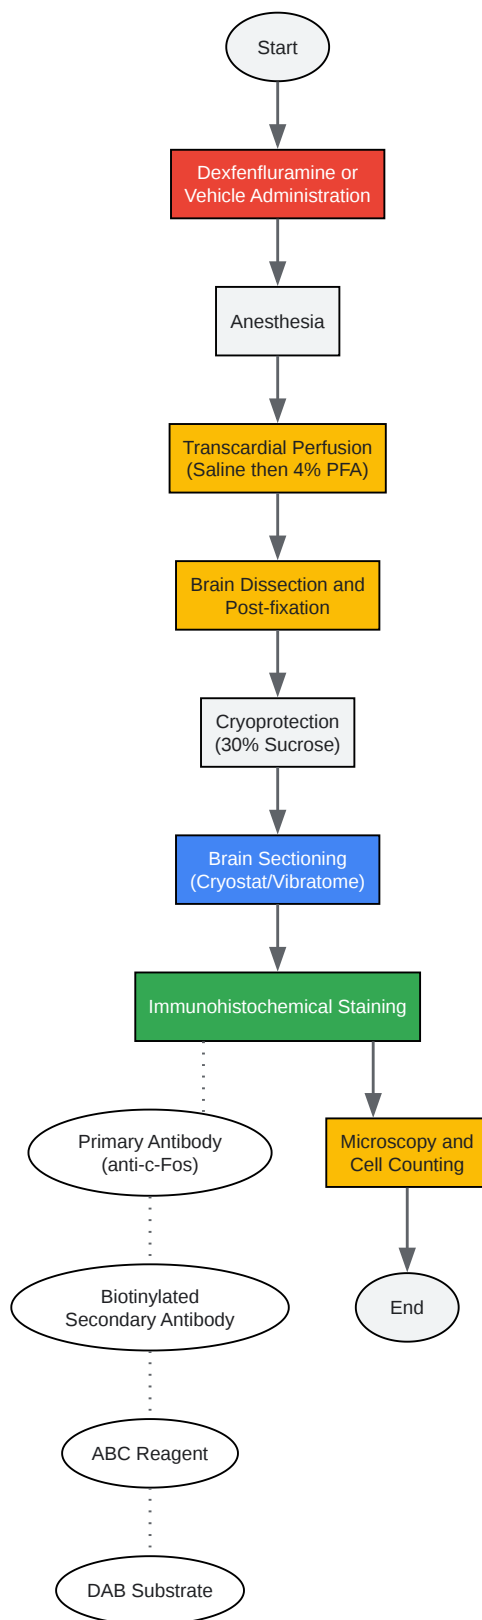 Start
Dexfenfluramine or
Vehicle Administration
Anesthesia
Transcardial Perfusion
(Saline then 4% PFA)
Brain Dissection and
Post-fixation
Cryoprotection
(30% Sucrose)
Brain Sectioning
(Cryostat/Vibratome)
Immunohistochemical Staining
Primary Antibody
(anti-c-Fos)
Microscopy and
Cell Counting
Biotinylated
Secondary Antibody
End
ABC Reagent
DAB Substrate